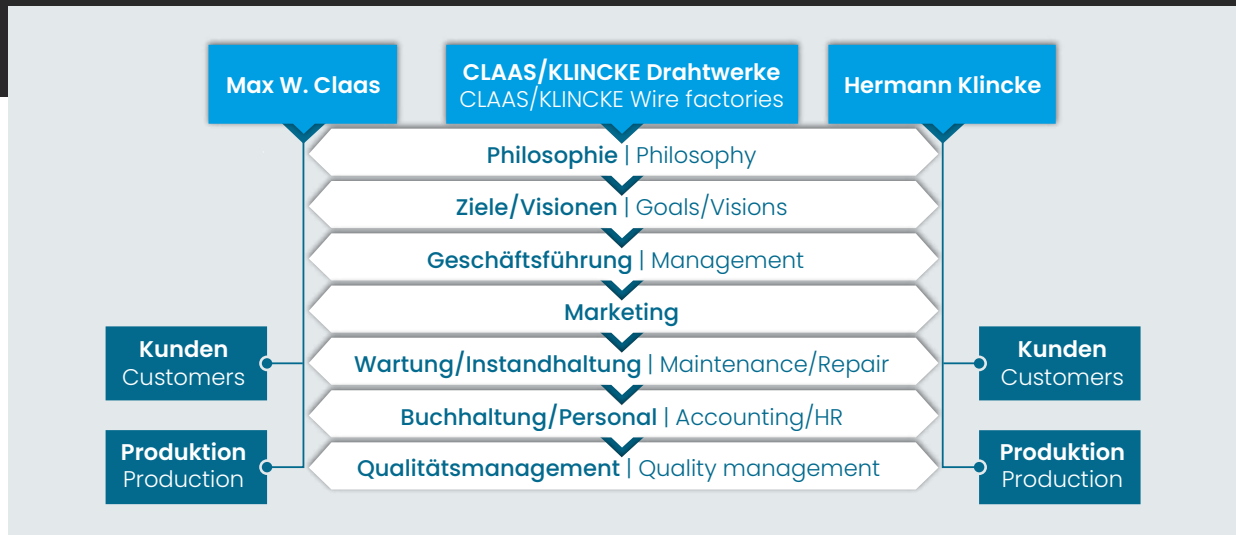 Max W. Claas
CLAAS/KLINCKE Drahtwerke
CLAAS/KLINCKE Wire factories
Hermann Klincke
Philosophie | Philosophy
Ziele/Visionen | Goals/Visions
Geschäftsführung | Management
Marketing
Kunden
Customers
Wartung/Instandhaltung | Maintenance/Repair
Kunden
Customers
Buchhaltung/Personal | Accounting/HR
Produktion
Production
Qualitätsmanagement | Quality management
Produktion
Production